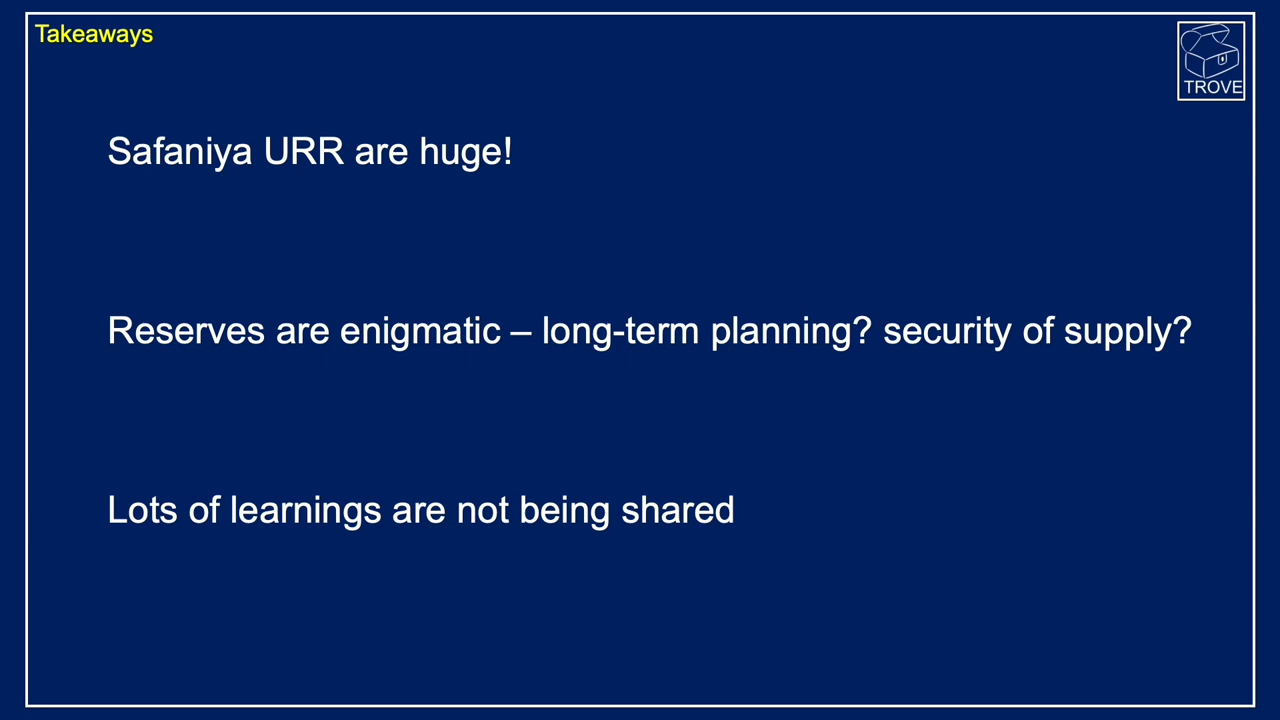 Takeaways
TROVE
Safaniya URR are huge!
Reserves are enigmatic – long-term planning? security of supply?
Lots of learnings are not being shared